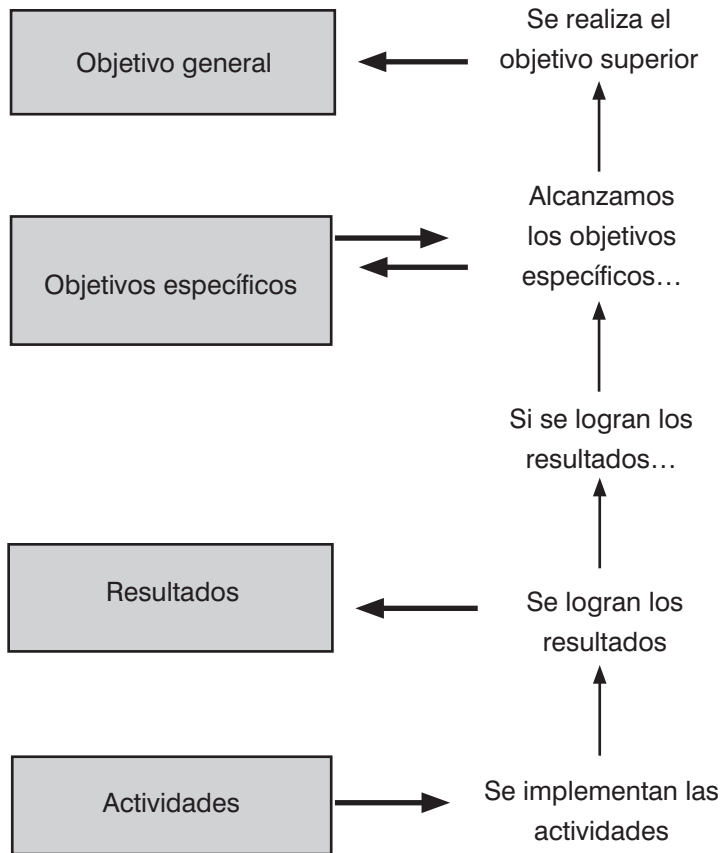 Se realiza el
objetivo superior
Objetivo general
Alcanzamos
los objetivos
específicos…
Objetivos específicos
Si se logran los
resultados…
Resultados
Se logran los
resultados
Se implementan las
actividades
Actividades